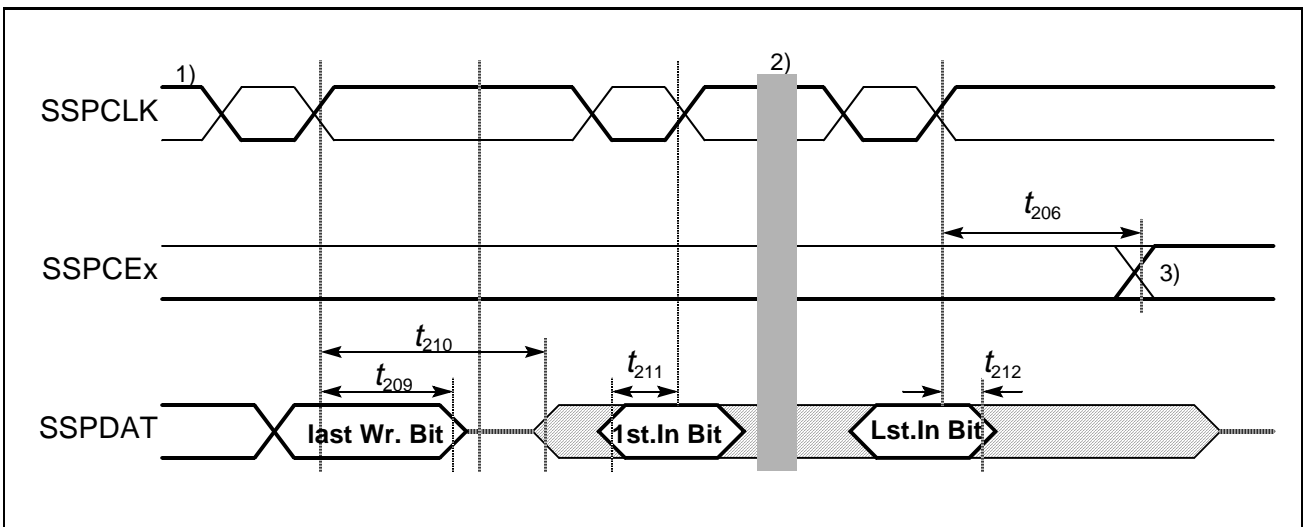 1)
2)
SSPCLK
t206
SSPCEx
3)
t210
t209
t211
t212
SSPDAT
last Wr. Bit
1st.In Bit
Lst.In Bit